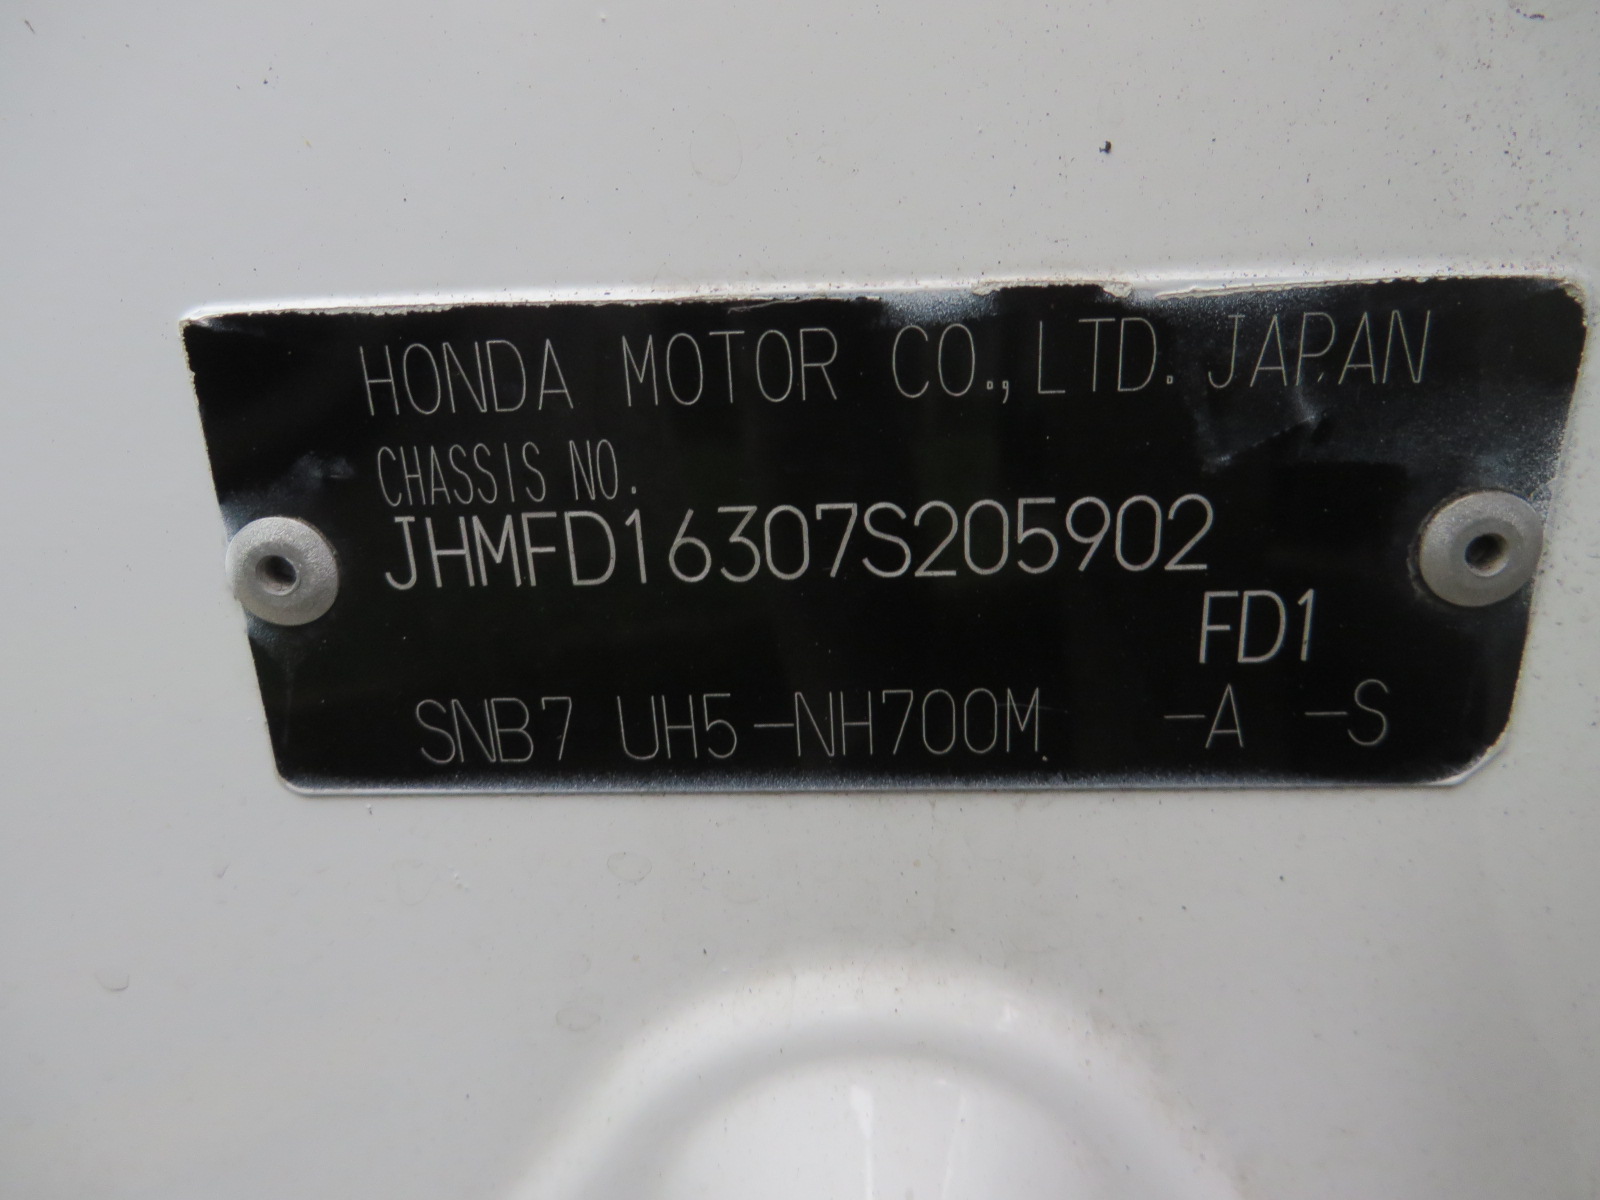 HONDA MOTOR CO., LTD. JAPAN
CHASSIS NO.
JHMFD16307S205902
FD1
SNB7 UH5-NH700M -A -S